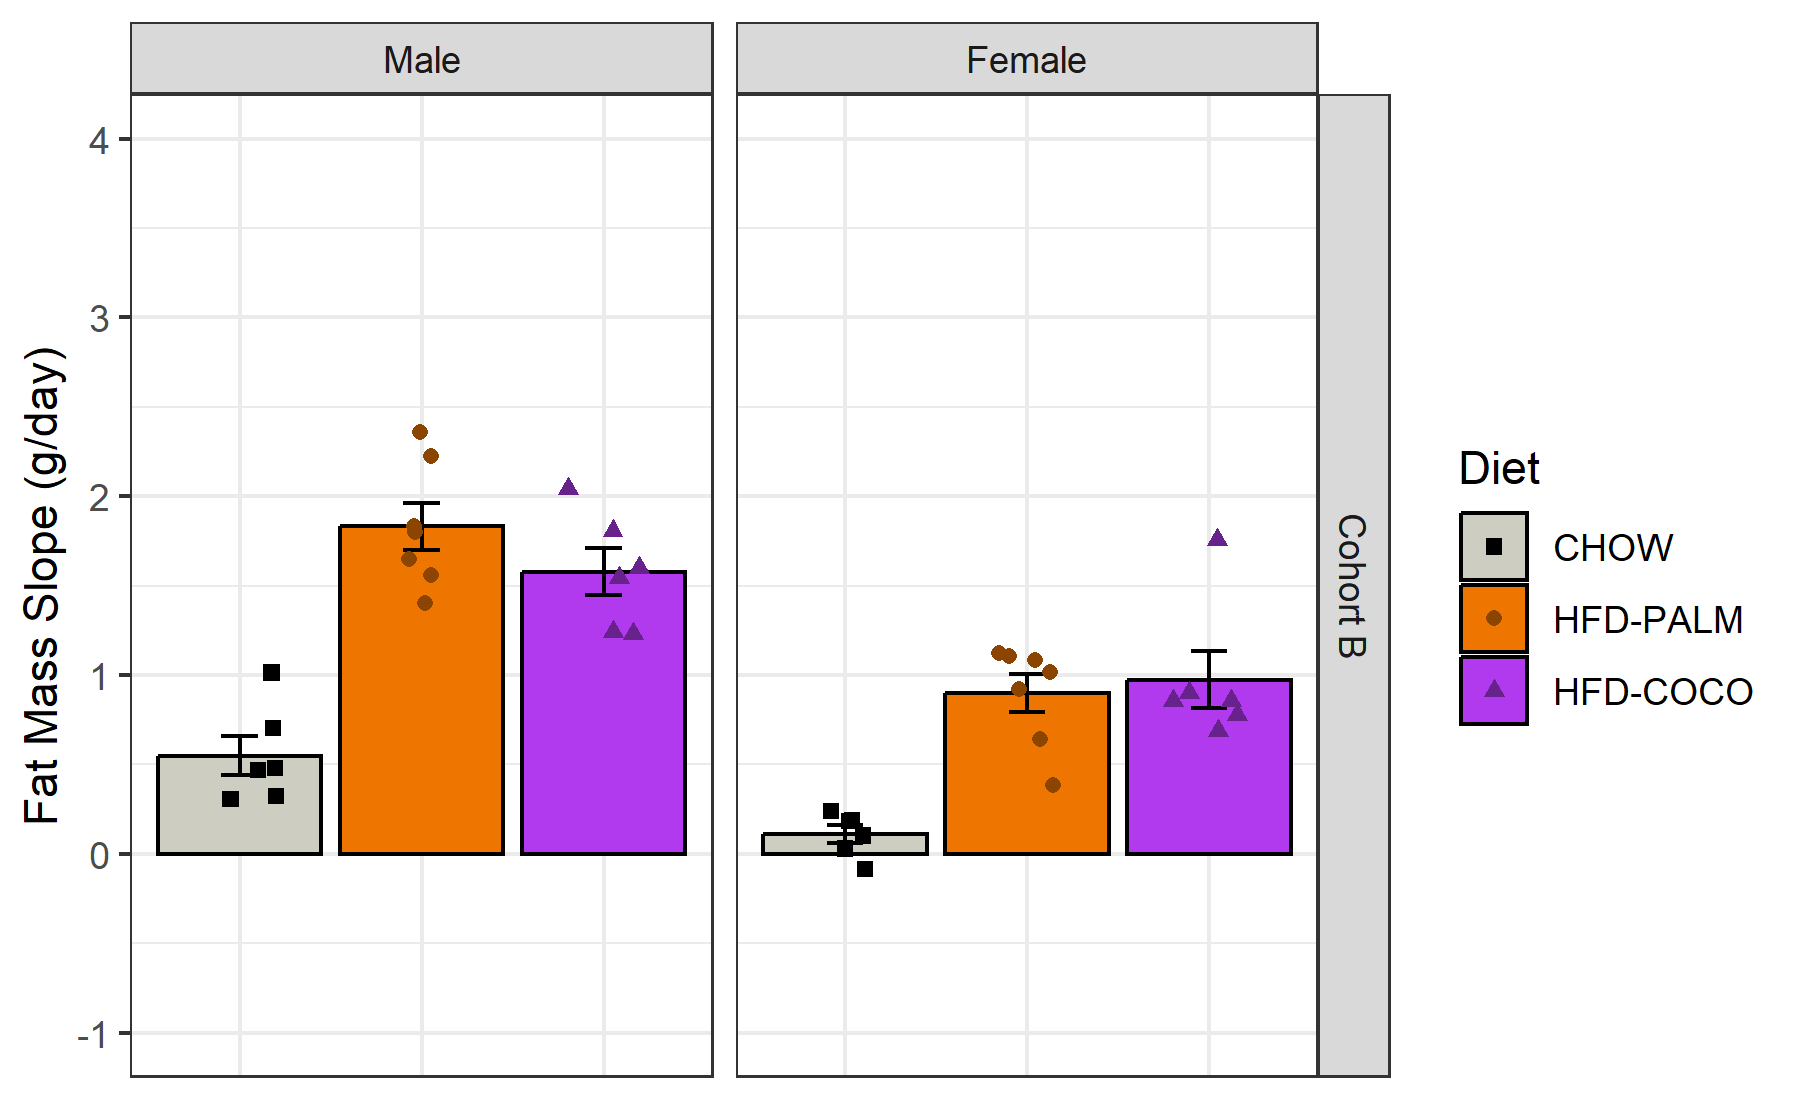 Male
Female
Cohort B
Fat Mass Slope (g/day)
4
3
2
1
0
-1
Diet
CHOW
HFD-PALM
HFD-COCO